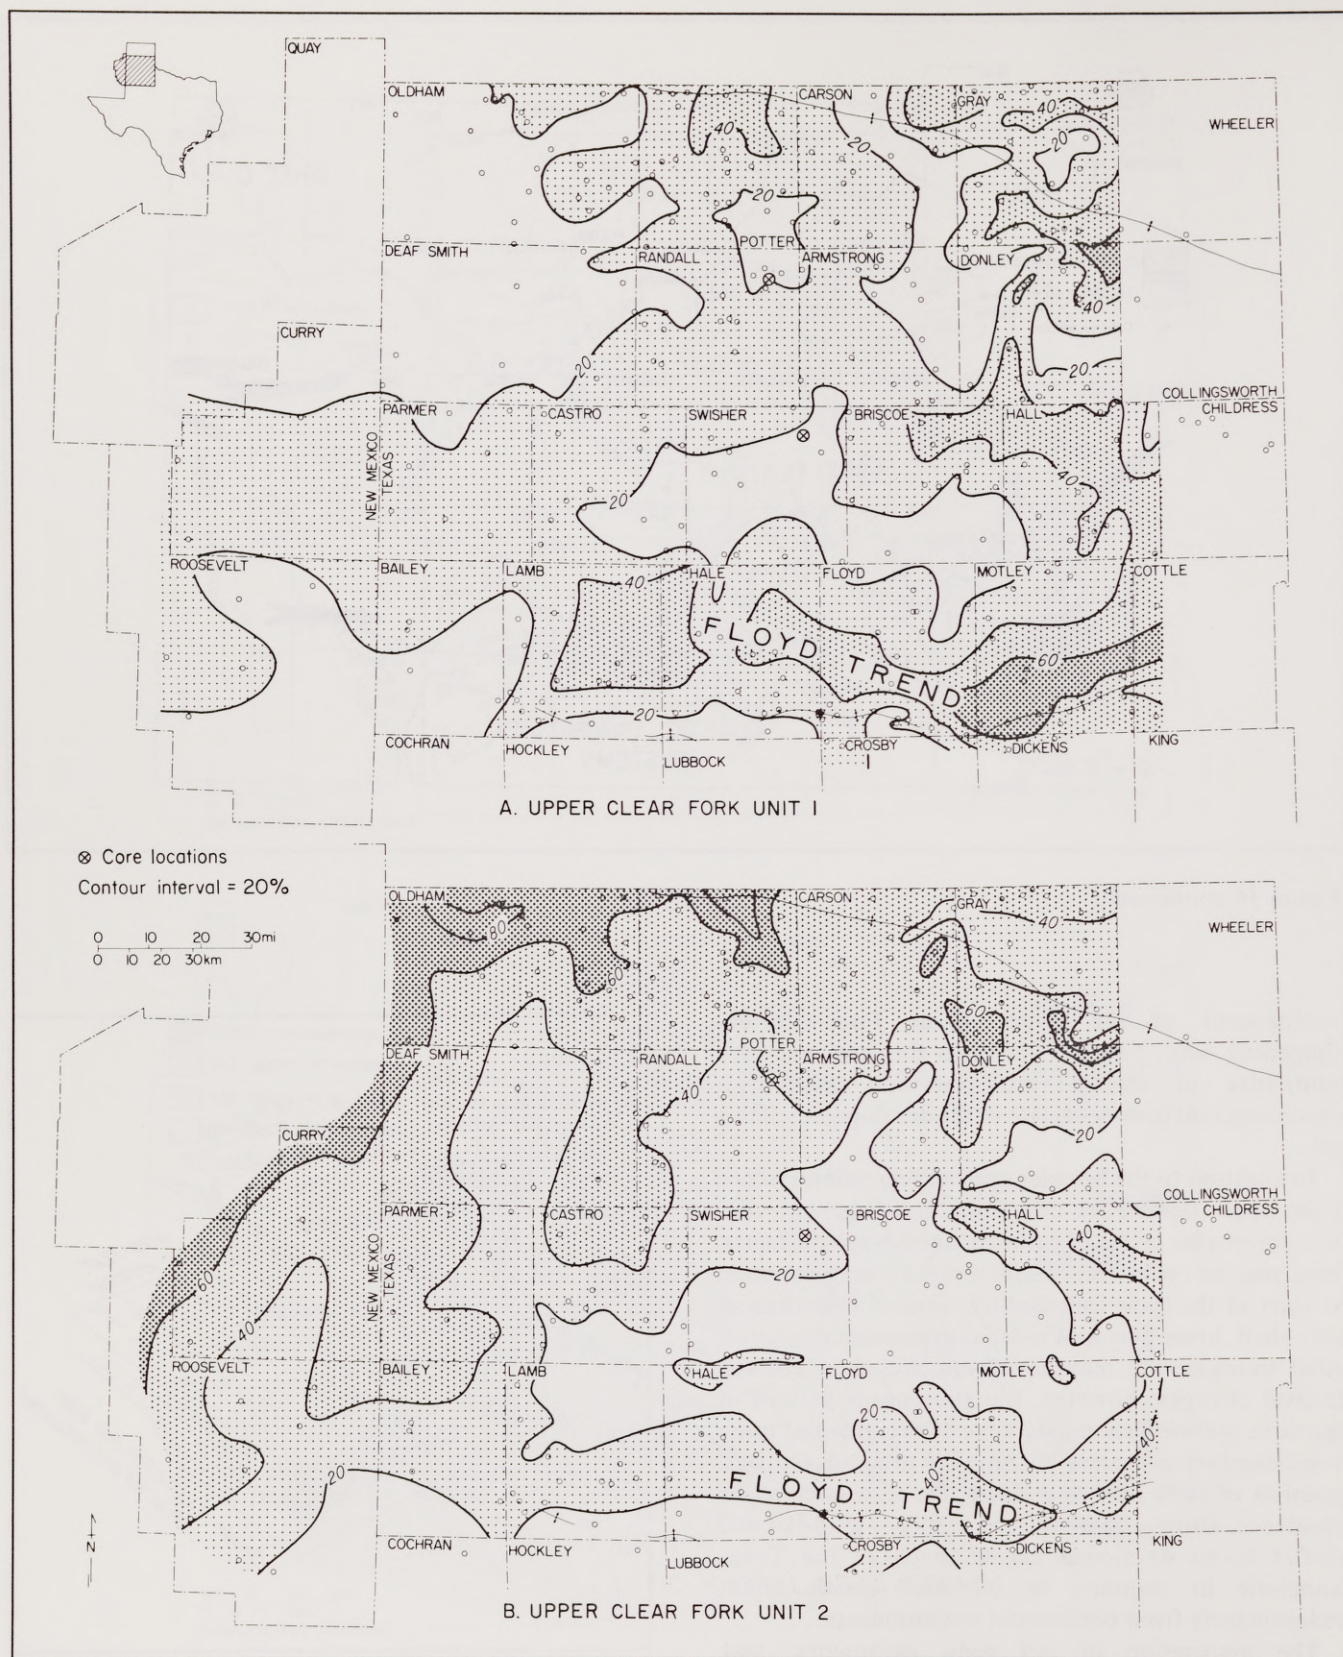 QUAY
OLDHAM
CARSON
GRAY
40
WHEELER
40
20
20
20
DEAF SMITH
RANDALL
POTTER
ARMSTRONG
DONLEY
40
CURRY
20
20
COLLINGSWORTH
PARMER
CASTRO
SWISHER
BRISCOE
HALL
CHILDRESS
NEW MEXICO
TEXAS
40
20
20
ROOSEVELT
BAILEY
LAMB
40
HALE
FLOYD
MOTLEY
COTTLE
FLOYD TREND
60
20
20
COCHRAN
HOCKLEY
LUBBOCK
CROSBY
DICKENS
KING
A. UPPER CLEAR FORK UNIT 1
⊗ Core locations
Contour interval = 20%
0 10 20 30mi
0 10 20 30km
OLDHAM
CARSON
GRAY
40
WHEELER
80
60
60
DEAF SMITH
RANDALL
POTTER
ARMSTRONG
DONLEY
40
20
CURRY
COLLINGSWORTH
PARMER
CASTRO
SWISHER
BRISCOE
HALL
CHILDRESS
40
NEW MEXICO
TEXAS
60
20
40
ROOSEVELT
BAILEY
LAMB
HALE
FLOYD
MOTLEY
COTTLE
20
40
20
40
FLOYD TREND
N
COCHRAN
HOCKLEY
LUBBOCK
CROSBY
DICKENS
KING
B. UPPER CLEAR FORK UNIT 2